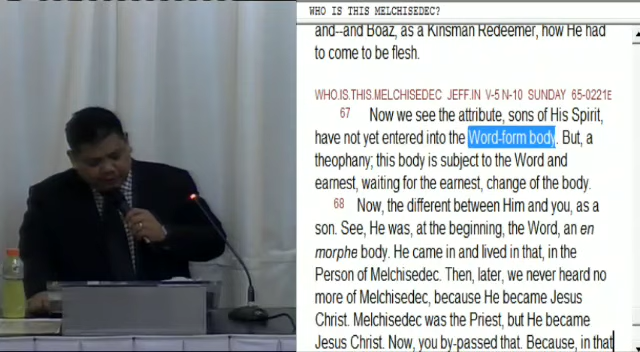 WHO IS THIS MELCHISEDEC?
and--and Boaz, as a Kinsman Redeemer, how He had
to come to be flesh.
WHO.IS.THIS.MELCHISEDEC JEFF.IN V-5 N-10 SUNDAY 65-0221E
67 Now we see the attribute, sons of His Spirit,
have not yet entered into the Word-form body. But, a
theophany; this body is subject to the Word and
earnest, waiting for the earnest, change of the body.
68 Now, the different between Him and you, as a
son. See, He was, at the beginning, the Word, an en
morphe body. He came in and lived in that, in the
Person of Melchisedec. Then, later, we never heard no
more of Melchisedec, because He became Jesus
Christ. Melchisedec was the Priest, but He became
Jesus Christ. Now, you by-passed that. Because, in that